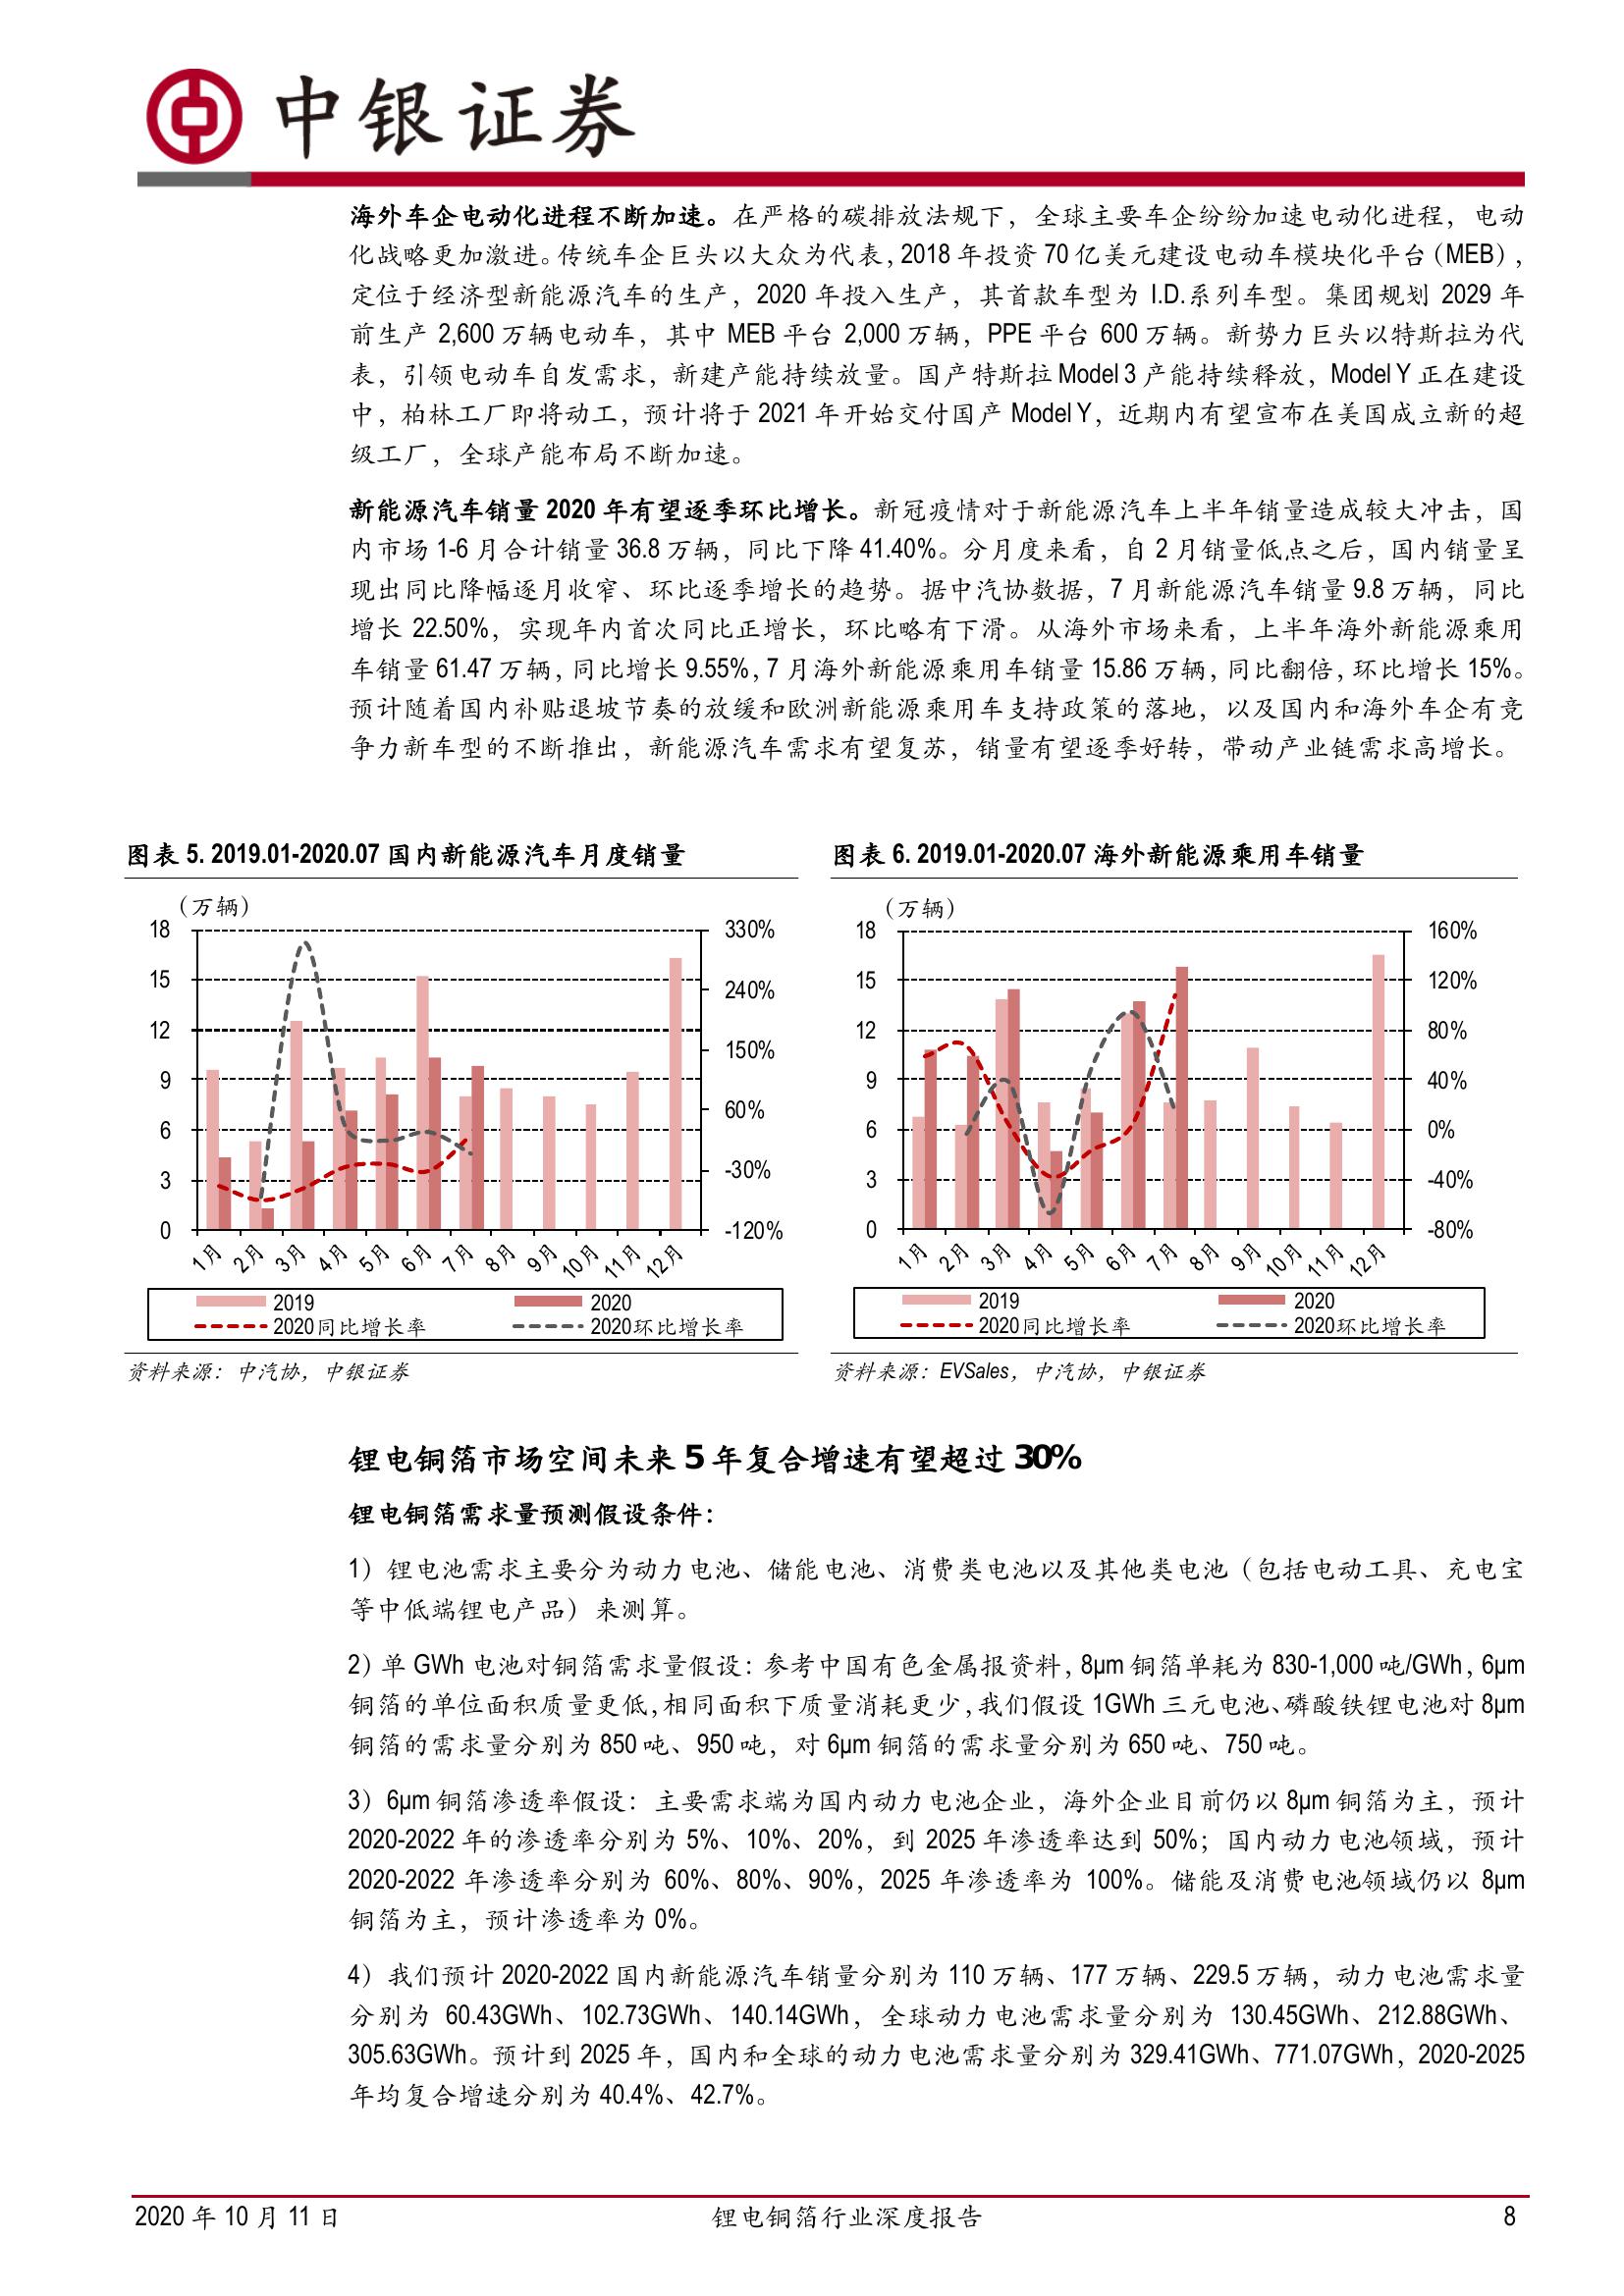 中银证券
海外车企电动化进程不断加速。在严格的碳排放法规下，全球主要车企纷纷加速电动化进程，电动
化战略更加激进。传统车企巨头以大众为代表，2018 年投资 70 亿美元建设电动车模块化平台（MEB），
定位于经济型新能源汽车的生产，2020 年投入生产，其首款车型为 I.D.系列车型。集团规划 2029 年
前生产 2,600 万辆电动车，其中 MEB 平台 2,000 万辆，PPE 平台 600 万辆。新势力巨头以特斯拉为代
表，引领电动车自发需求，新建产能持续放量。国产特斯拉 Model 3 产能持续释放，Model Y 正在建设
中，柏林工厂即将动工，预计将于 2021 年开始交付国产 Model Y，近期内有望宣布在美国成立新的超
级工厂，全球产能布局不断加速。
新能源汽车销量 2020 年有望逐季环比增长。新冠疫情对于新能源汽车上半年销量造成较大冲击，国
内市场 1-6 月合计销量 36.8 万辆，同比下降 41.40%。分月度来看，自 2 月销量低点之后，国内销量呈
现出同比降幅逐月收窄、环比逐季增长的趋势。据中汽协数据，7 月新能源汽车销量 9.8 万辆，同比
增长 22.50%，实现年内首次同比正增长，环比略有下滑。从海外市场来看，上半年海外新能源乘用
车销量 61.47 万辆，同比增长 9.55%，7 月海外新能源乘用车销量 15.86 万辆，同比翻倍，环比增长 15%。
预计随着国内补贴退坡节奏的放缓和欧洲新能源乘用车支持政策的落地，以及国内和海外车企有竞
争力新车型的不断推出，新能源汽车需求有望复苏，销量有望逐季好转，带动产业链需求高增长。
图表 5. 2019.01-2020.07 国内新能源汽车月度销量
（万辆）
18
15
12
9
6
3
0
330%
240%
150%
60%
-30%
-120%
1月 2月 3月 4月 5月 6月 7月 8月 9月 10月 11月 12月
2019 2020
2020同比增长率 2020环比增长率
资料来源：中汽协，中银证券
图表 6. 2019.01-2020.07 海外新能源乘用车销量
（万辆）
18
15
12
9
6
3
0
160%
120%
80%
40%
0%
-40%
-80%
1月 2月 3月 4月 5月 6月 7月 8月 9月 10月 11月 12月
2019 2020
2020同比增长率 2020环比增长率
资料来源：EVSales，中汽协，中银证券
锂电铜箔市场空间未来 5 年复合增速有望超过 30%
锂电铜箔需求量预测假设条件：
1）锂电池需求主要分为动力电池、储能电池、消费类电池以及其他类电池（包括电动工具、充电宝
等中低端锂电产品）来测算。
2）单 GWh 电池对铜箔需求量假设：参考中国有色金属报资料，8μm 铜箔单耗为 830-1,000 吨/GWh，6μm
铜箔的单位面积质量更低，相同面积下质量消耗更少，我们假设 1GWh 三元电池、磷酸铁锂电池对 8μm
铜箔的需求量分别为 850 吨、950 吨，对 6μm 铜箔的需求量分别为 650 吨、750 吨。
3）6μm 铜箔渗透率假设：主要需求端为国内动力电池企业，海外企业目前仍以 8μm 铜箔为主，预计
2020-2022 年的渗透率分别为 5%、10%、20%，到 2025 年渗透率达到 50%；国内动力电池领域，预计
2020-2022 年渗透率分别为 60%、80%、90%，2025 年渗透率为 100%。储能及消费电池领域仍以 8μm
铜箔为主，预计渗透率为 0%。
4）我们预计 2020-2022 国内新能源汽车销量分别为 110 万辆、177 万辆、229.5 万辆，动力电池需求量
分别为 60.43GWh、102.73GWh、140.14GWh，全球动力电池需求量分别为 130.45GWh、212.88GWh、
305.63GWh。预计到 2025 年，国内和全球的动力电池需求量分别为 329.41GWh、771.07GWh，2020-2025
年均复合增速分别为 40.4%、42.7%。
2020 年 10 月 11 日 锂电铜箔行业深度报告 8